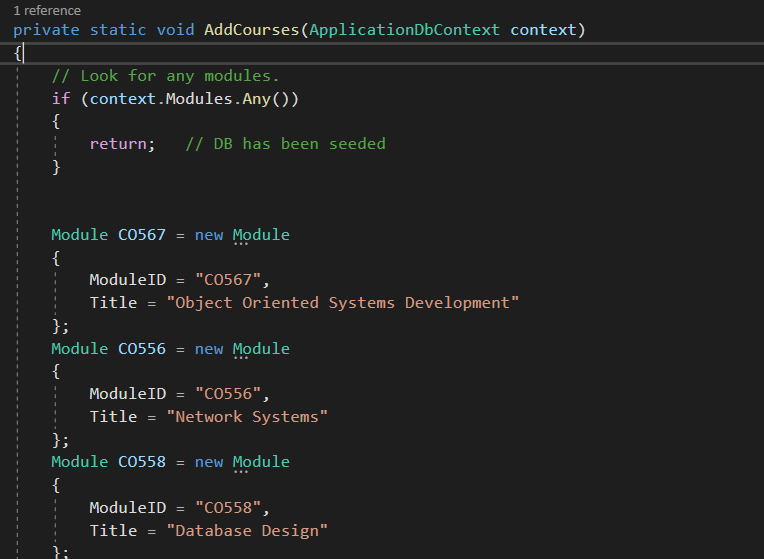 1 reference
private static void AddCourses(ApplicationDbContext context)
{
    // Look for any modules.
    if (context.Modules.Any())
    {
        return;   // DB has been seeded
    }
    Module CO567 = new Module
    {
        ModuleID = "CO567",
        Title = "Object Oriented Systems Development"
    };
    Module CO556 = new Module
    {
        ModuleID = "CO556",
        Title = "Network Systems"
    };
    Module CO558 = new Module
    {
        ModuleID = "CO558",
        Title = "Database Design"
    };